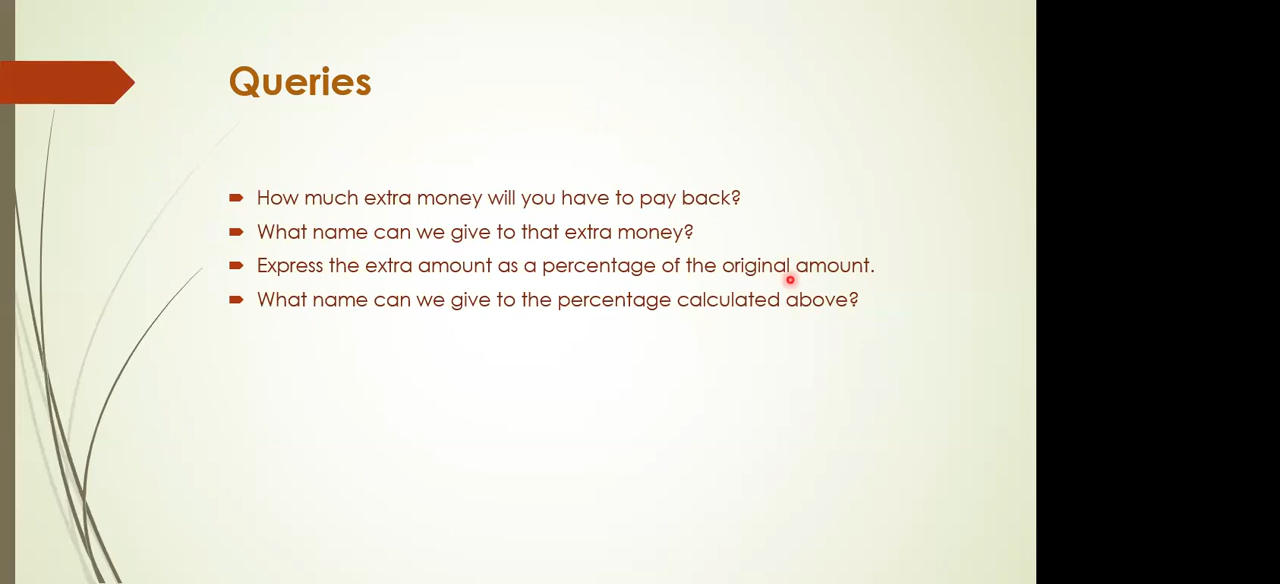 Queries
How much extra money will you have to pay back?
What name can we give to that extra money?
Express the extra amount as a percentage of the original amount.
What name can we give to the percentage calculated above?